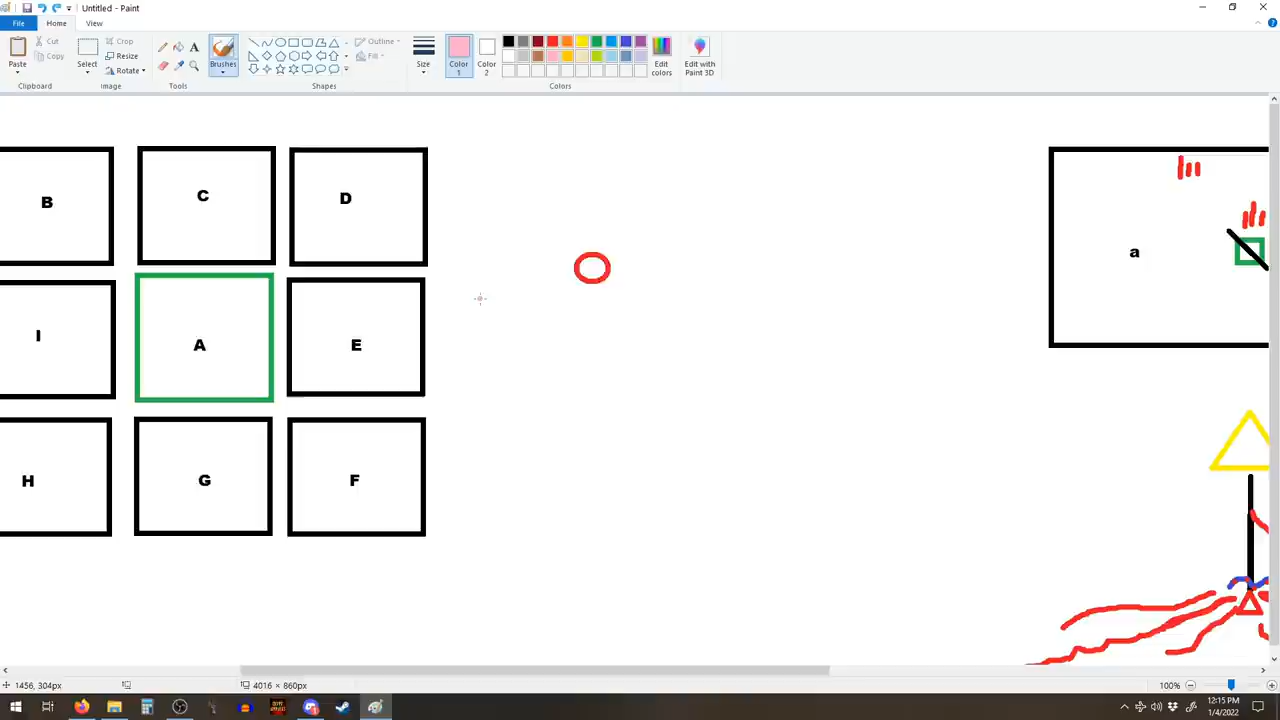 Untitled - Paint
File Home View
Paste
Cut
Copy
Clipboard
Select
Crop
Resize
Rotate
Image
Tools
Brushes
Outline
Fill
Shapes
Size
Color 1
Color 2
Edit colors
Colors
Edit with Paint 3D
B C D
a
I A E
H G F
1456, 304px
4016 × 860px
100%
12:15 PM
1/4/2022